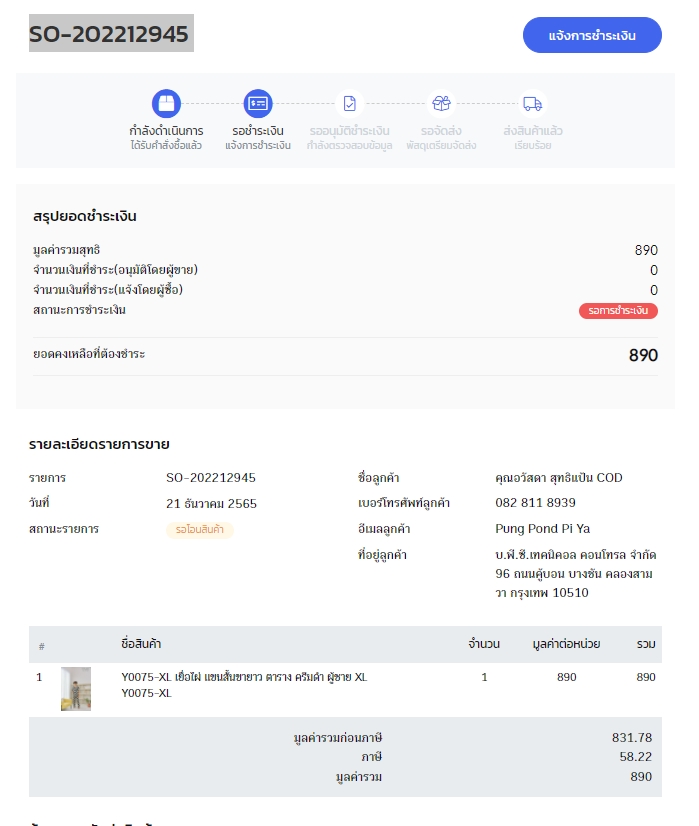 SO-202212945
แจ้งการชำระเงิน
กำลังดำเนินการ
ได้รับคำสั่งซื้อแล้ว
รอชำระเงิน
แจ้งการชำระเงิน
รออนุมัติชำระเงิน
กำลังตรวจสอบข้อมูล
รอจัดส่ง
พัสดุเตรียมจัดส่ง
ส่งสินค้าแล้ว
เรียบร้อย
สรุปยอดชำระเงิน
มูลค่ารวมสุทธิ 890
จำนวนเงินที่ชำระ(อนุมัติโดยผู้ขาย) 0
จำนวนเงินที่ชำระ(แจ้งโดยผู้ซื้อ) 0
สถานะการชำระเงิน รอการชำระเงิน
ยอดคงเหลือที่ต้องชำระ 890
รายละเอียดรายการขาย
รายการ SO-202212945
วันที่ 21 ธันวาคม 2565
สถานะรายการ รอโอนสินค้า
ชื่อลูกค้า คุณอวัสดา สุทธิแป้น COD
เบอร์โทรศัพท์ลูกค้า 082 811 8939
อีเมลลูกค้า Pung Pond Pi Ya
ที่อยู่ลูกค้า บ.พี.ซี.เทคนิคอล คอนโทรล จำกัด
96 ถนนคู้บอน บางชัน คลองสาม
วา กรุงเทพ 10510
# ชื่อสินค้า จำนวน มูลค่าต่อหน่วย รวม
1 Y0075-XL เยื่อไผ่ แขนสั้นขายาว ตาราง ครีมดำ ผู้ชาย XL 1 890 890
Y0075-XL
มูลค่ารวมก่อนภาษี 831.78
ภาษี 58.22
มูลค่ารวม 890